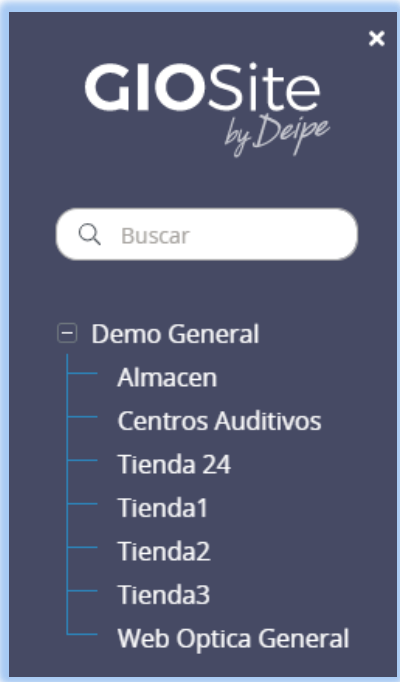 GIOSite
by Deipe
Buscar
Demo General
Almacen
Centros Auditivos
Tienda 24
Tienda1
Tienda2
Tienda3
Web Optica General